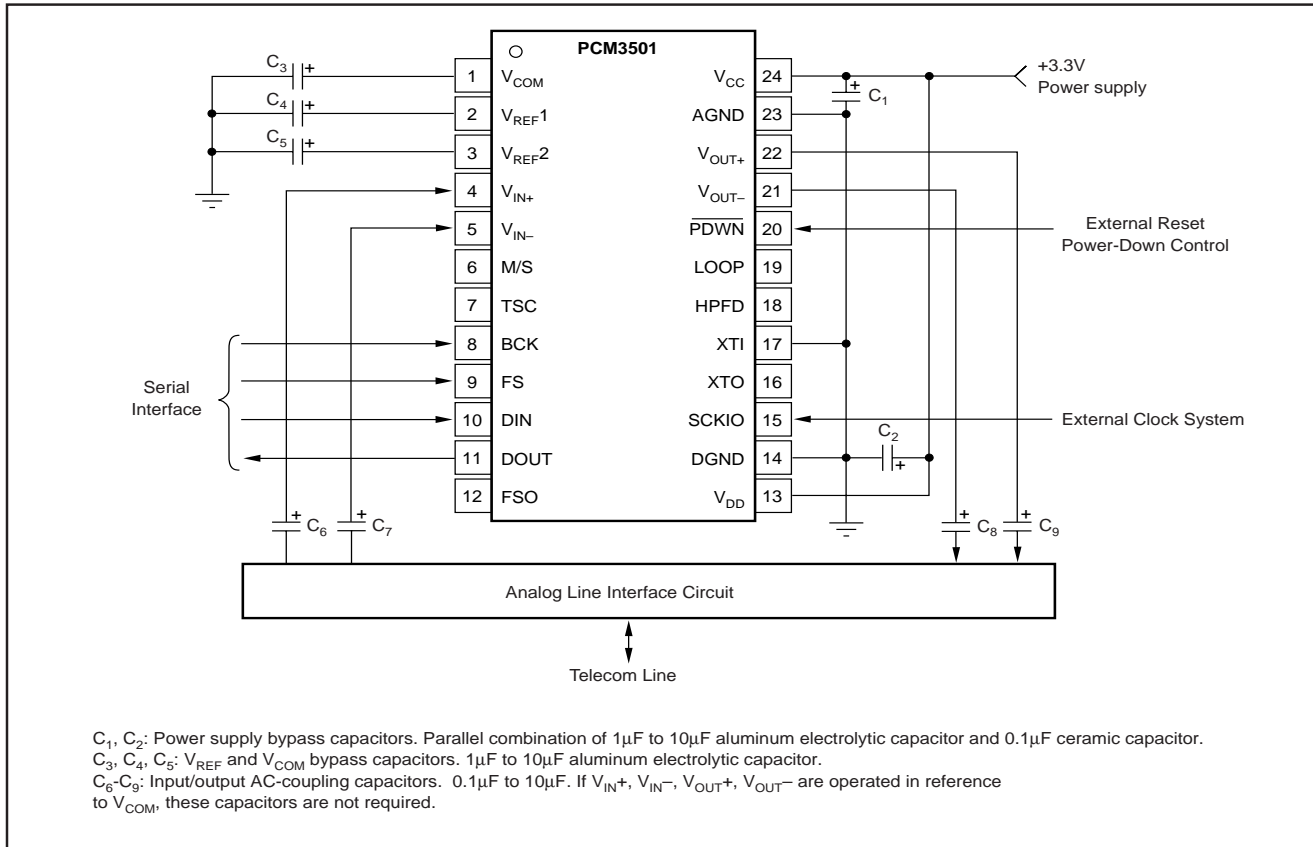 PCM3501
C3 +
C4 +
C5 +
1 VCOM
2 VREF1
3 VREF2
4 VIN+
5 VIN–
6 M/S
7 TSC
8 BCK
9 FS
10 DIN
11 DOUT
12 FSO
VCC 24
AGND 23
VOUT+ 22
VOUT– 21
PDWN 20
LOOP 19
HPFD 18
XTI 17
XTO 16
SCKIO 15
DGND 14
VDD 13
+ C1
+3.3V
Power supply
External Reset
Power-Down Control
External Clock System
C2
+
Serial
Interface
+ C6
+ C7
+ C8
+ C9
Analog Line Interface Circuit
Telecom Line
C1, C2: Power supply bypass capacitors. Parallel combination of 1µF to 10µF aluminum electrolytic capacitor and 0.1µF ceramic capacitor.
C3, C4, C5: VREF and VCOM bypass capacitors. 1µF to 10µF aluminum electrolytic capacitor.
C6-C9: Input/output AC-coupling capacitors. 0.1µF to 10µF. If VIN+, VIN–, VOUT+, VOUT– are operated in reference
to VCOM, these capacitors are not required.